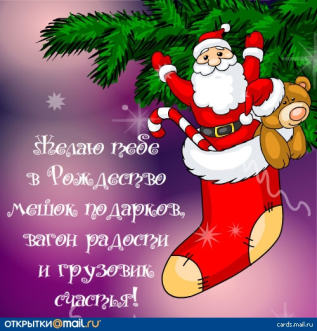 Желаю тебе
в Рождество
мешок подарков,
вагон радости
и грузовик
счастья!
ОТКРЫТКИ@mail.ru
cards.mail.ru